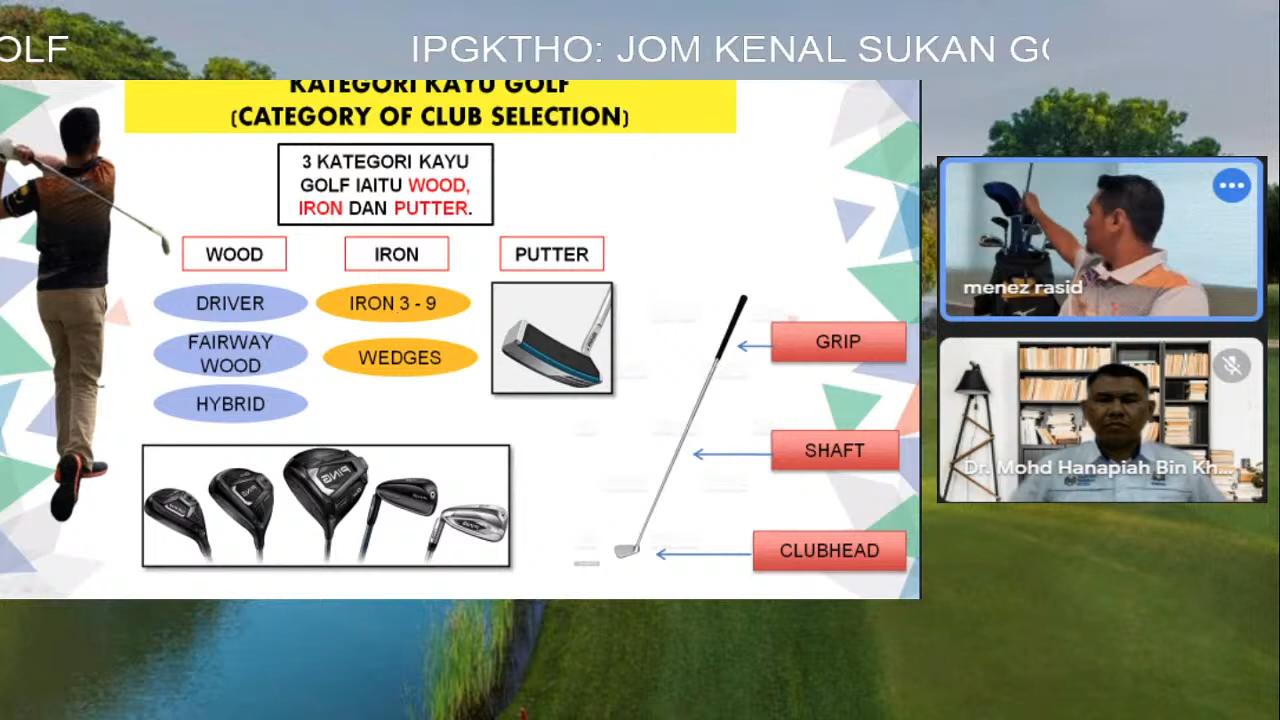 OLF
IPGKTHO: JOM KENAL SUKAN GO
KATEGORI KAYU GOLF
(CATEGORY OF CLUB SELECTION)
3 KATEGORI KAYU
GOLF IAITU WOOD,
IRON DAN PUTTER.
WOOD
IRON
PUTTER
DRIVER
IRON 3 - 9
FAIRWAY
WOOD
WEDGES
HYBRID
PING
GRIP
SHAFT
CLUBHEAD
menez rasid
Dr. Mohd Hanapiah Bin Kh...